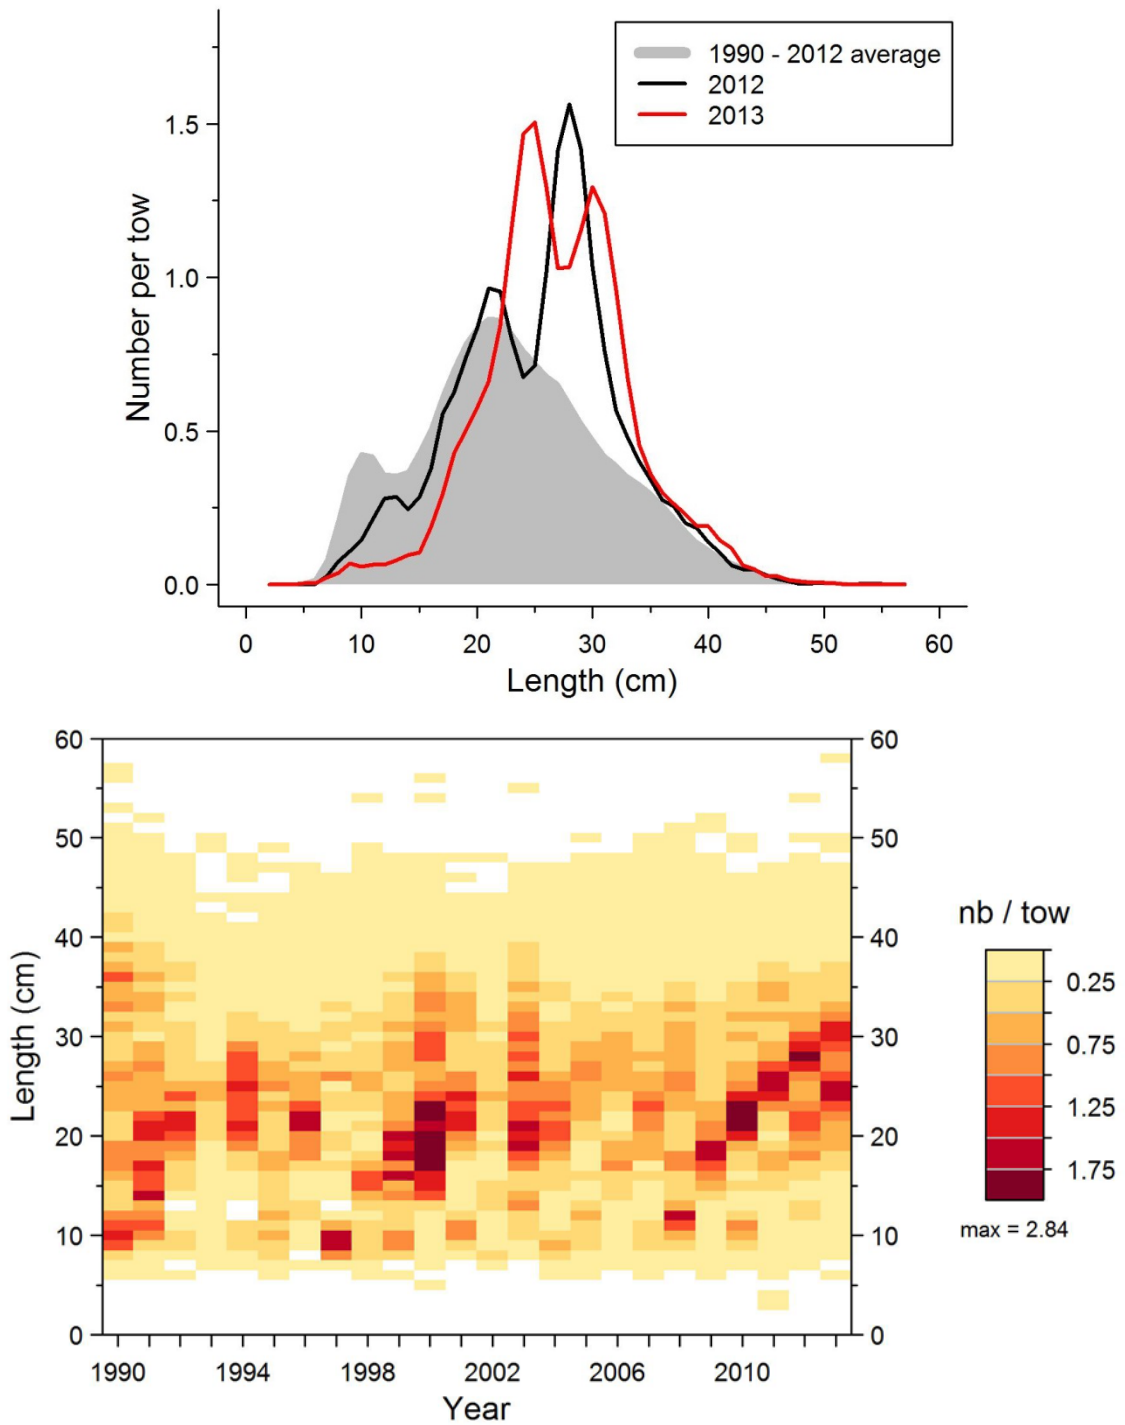 1990 - 2012 average
2012
2013
Number per tow
1.5
1.0
0.5
0.0
0 10 20 30 40 50 60
Length (cm)
60 60
50 50
40 40
30 30
20 20
10 10
0 0
Length (cm)
1990 1994 1998 2002 2006 2010
Year
nb / tow
0.25
0.75
1.25
1.75
max = 2.84